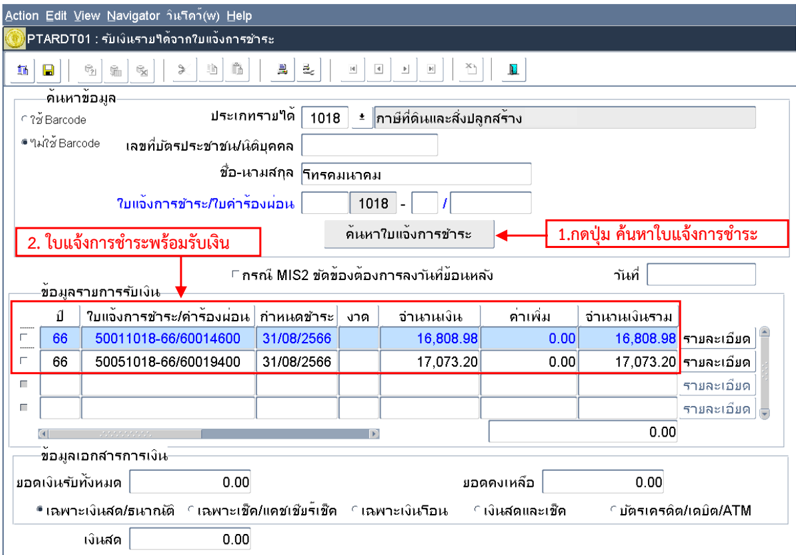 Action Edit View Navigator วินโดว์(w) Help
PTARDT01 : รับเงินรายได้จากใบแจ้งการชำระ
ค้นหาข้อมูล
ใช้ Barcode
ประเภทรายได้ 1018 ภาษีที่ดินและสิ่งปลูกสร้าง
ไม่ใช้ Barcode
เลขที่บัตรประชาชน/นิติบุคคล
ชื่อ-นามสกุล โทรคมนาคม
ใบแจ้งการชำระ/ใบคำร้องผ่อน 1018 - /
ค้นหาใบแจ้งการชำระ
1.กดปุ่ม ค้นหาใบแจ้งการชำระ
2. ใบแจ้งการชำระพร้อมรับเงิน
กรณี MIS2 ขัดข้องต้องการลงวันที่ย้อนหลัง วันที่
ข้อมูลรายการรับเงิน
ปี ใบแจ้งการชำระ/คำร้องผ่อน กำหนดชำระ งวด จำนวนเงิน ค่าเพิ่ม จำนวนเงินรวม
66 50011018-66/60014600 31/08/2566 16,808.98 0.00 16,808.98 รายละเอียด
66 50051018-66/60019400 31/08/2566 17,073.20 0.00 17,073.20 รายละเอียด
รายละเอียด
รายละเอียด
0.00
ข้อมูลเอกสารการเงิน
ยอดเงินรับทั้งหมด 0.00 ยอดคงเหลือ 0.00
เฉพาะเงินสด/ธนาณัติ เฉพาะเช็ค/แคชเชียร์เช็ค เฉพาะเงินโอน เงินสดและเช็ค บัตรเครดิต/เดบิต/ATM
เงินสด 0.00